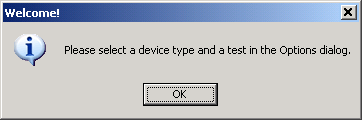 Welcome!
Please select a device type and a test in the Options dialog.
OK